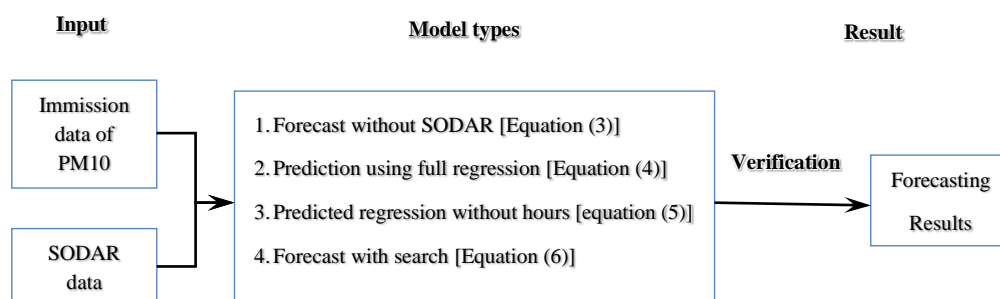 Input
Model types
Result
Immission
data of
PM10
SODAR
data
1. Forecast without SODAR [Equation (3)]
2. Prediction using full regression [Equation (4)]
3. Predicted regression without hours [equation (5)]
4. Forecast with search [Equation (6)]
Verification
Forecasting
Results